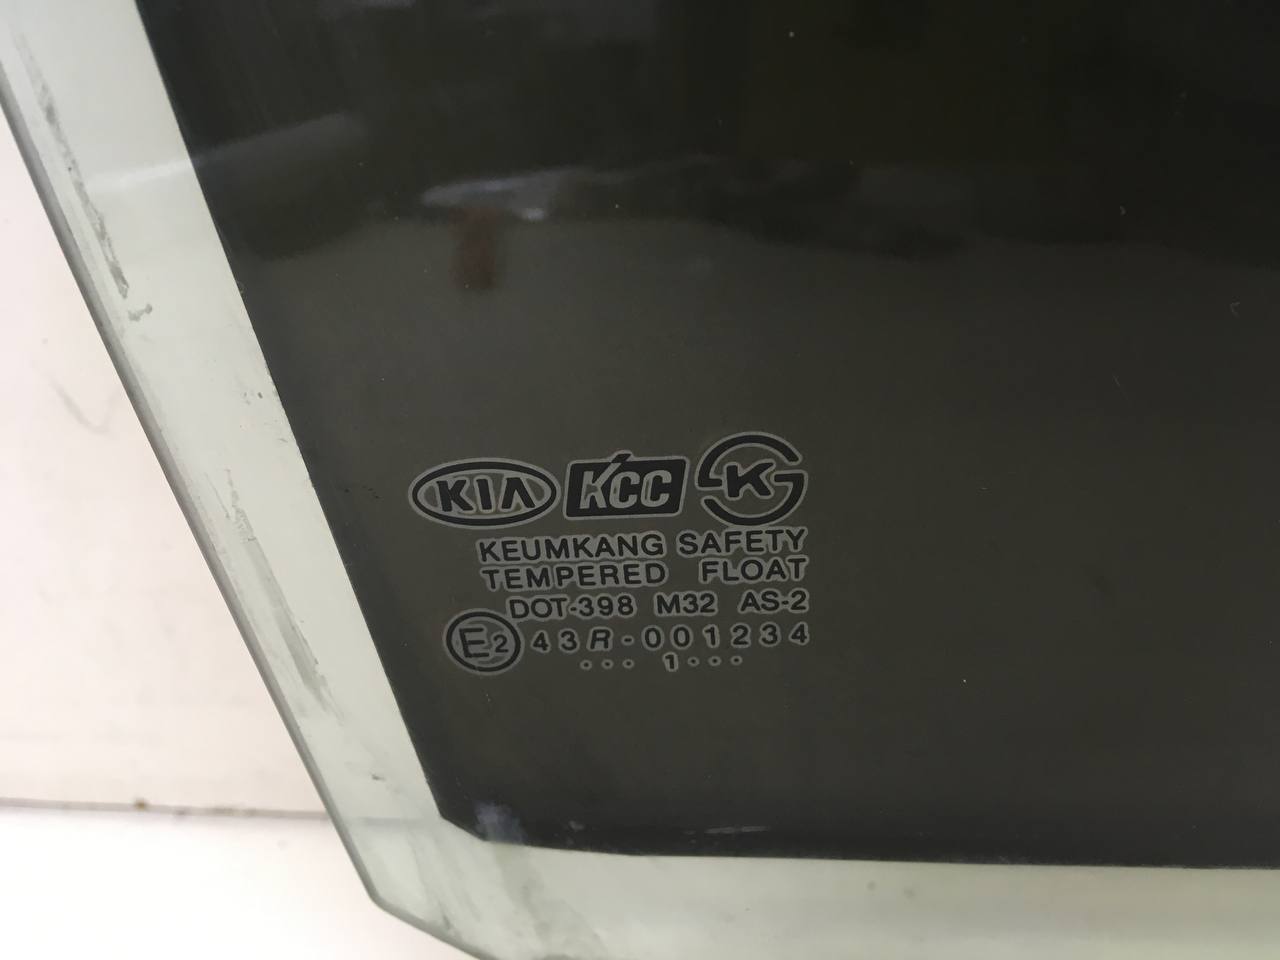 KIA KCC K
KEUMKANG SAFETY
TEMPERED FLOAT
DOT-398 M32 AS-2
E2 43R-001234
... 1...